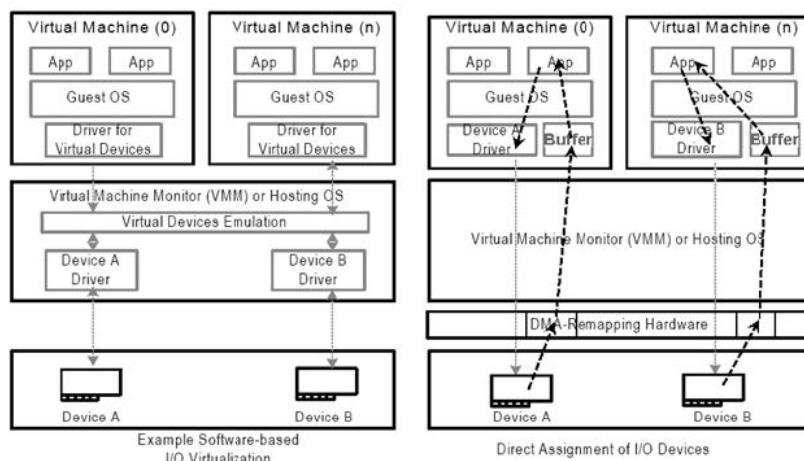 Virtual Machine (0)
App
App
Guest OS
Driver for
Virtual Devices
Virtual Machine (n)
App
App
Guest OS
Driver for
Virtual Devices
Virtual Machine Monitor (VMM) or Hosting OS
Virtual Devices Emulation
Device A
Driver
Device B
Driver
Device A
Device B
Example Software-based
I/O Virtualization
Virtual Machine (0)
App
App
Guest OS
Device A
Driver
Buffer
Virtual Machine (n)
App
App
Guest OS
Device B
Driver
Buffer
Virtual Machine Monitor (VMM) or Hosting OS
DMA-Remapping Hardware
Device A
Device B
Direct Assignment of I/O Devices